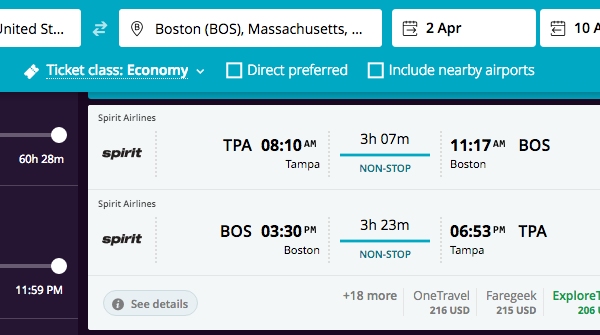 nited St...
Boston (BOS), Massachusetts, ...
2 Apr
10 A
Ticket class: Economy
Direct preferred
Include nearby airports
Spirit Airlines
60h 28m
spirit
TPA 08:10 AM
Tampa
3h 07m
NON-STOP
11:17 AM BOS
Boston
Spirit Airlines
spirit
BOS 03:30 PM
Boston
3h 23m
NON-STOP
06:53 PM TPA
Tampa
11:59 PM
See details
+18 more
OneTravel
216 USD
Faregeek
215 USD
ExploreT
206